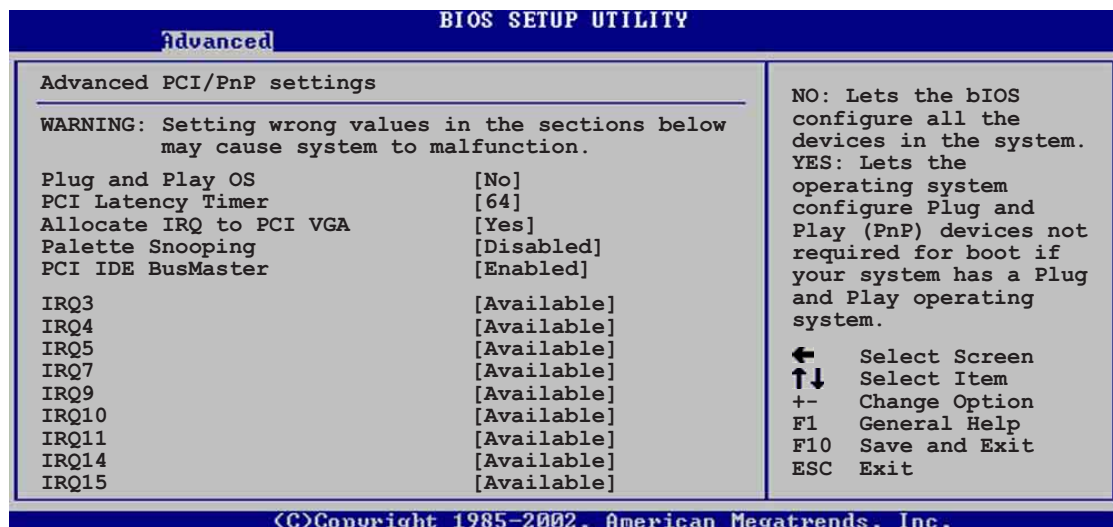 BIOS SETUP UTILITY
Advanced
Advanced PCI/PnP settings
WARNING: Setting wrong values in the sections below
may cause system to malfunction.
Plug and Play OS [No]
PCI Latency Timer [64]
Allocate IRQ to PCI VGA [Yes]
Palette Snooping [Disabled]
PCI IDE BusMaster [Enabled]
IRQ3 [Available]
IRQ4 [Available]
IRQ5 [Available]
IRQ7 [Available]
IRQ9 [Available]
IRQ10 [Available]
IRQ11 [Available]
IRQ14 [Available]
IRQ15 [Available]
NO: Lets the bIOS
configure all the
devices in the system.
YES: Lets the
operating system
configure Plug and
Play (PnP) devices not
required for boot if
your system has a Plug
and Play operating
system.
← Select Screen
↑↓ Select Item
+- Change Option
F1 General Help
F10 Save and Exit
ESC Exit
(C)Copyright 1985-2002, American Megatrends, Inc.